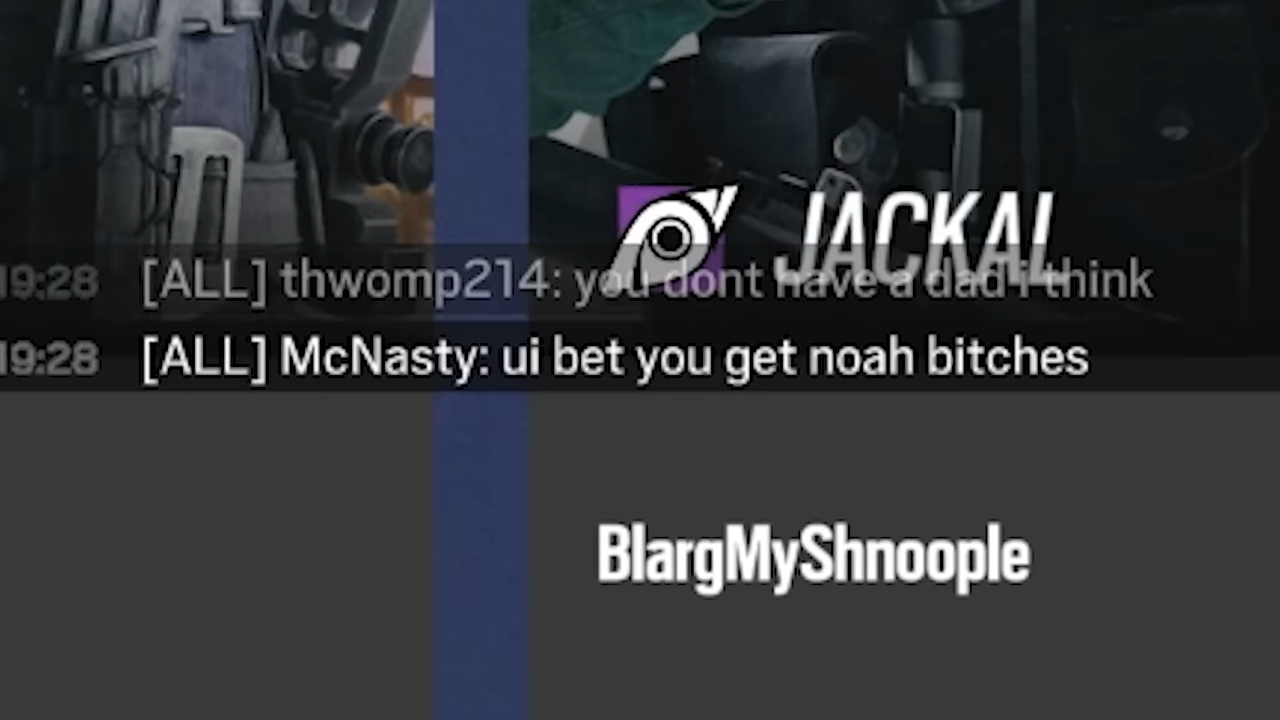 JACKAL
19:28 [ALL] thwomp214: you dont have a dad i think
19:28 [ALL] McNasty: ui bet you get noah bitches
BlargMyShnoople